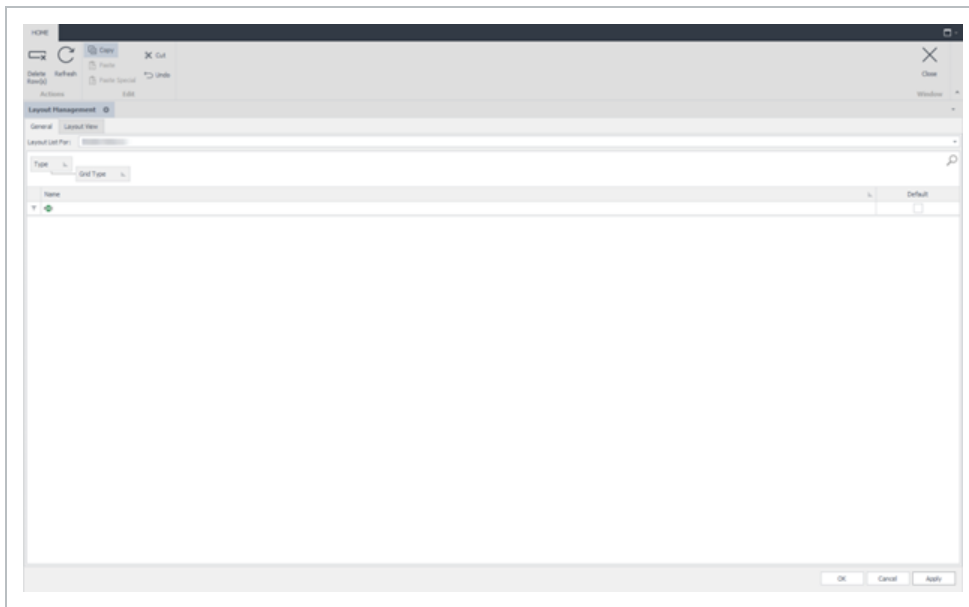 HOME
Copy
Cut
Paste
Delete Refresh
Undo
Row(s)
Paste Special
Close
Actions
Edit
Window
Layout Management
General Layout View
Layout List For:
Type
Grid Type
Name Default
OK Cancel Apply